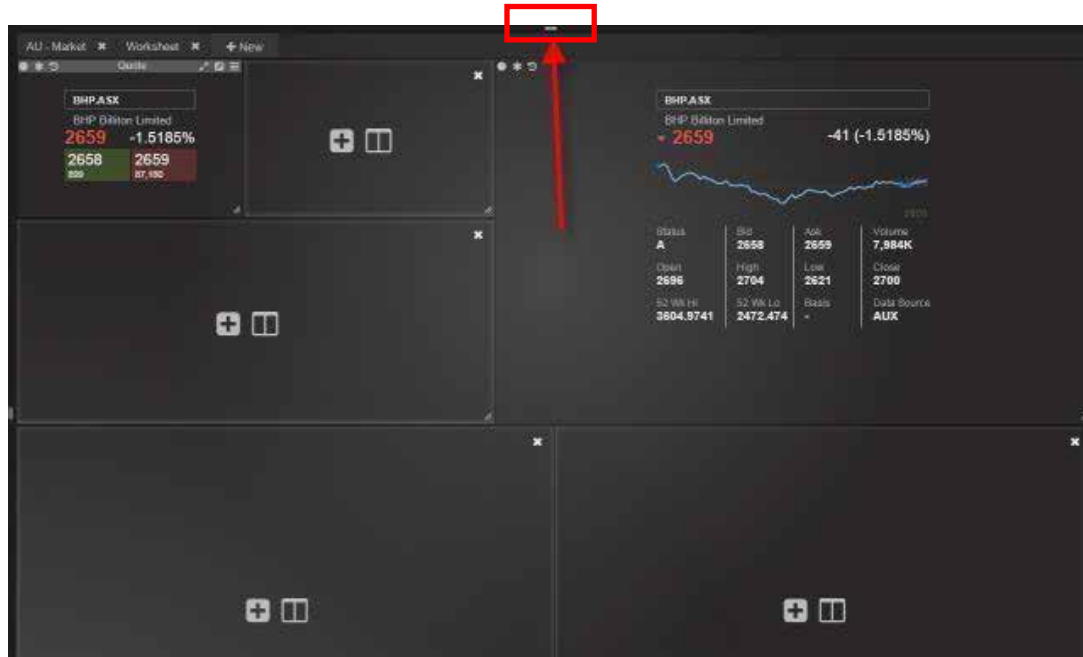 AU - Market Worksheet New
Quote
BHP.ASX
BHP Billiton Limited
2659 -1.5185%
2658 2659
87,180
BHP.ASX
BHP Billiton Limited
2659 -41 (-1.5185%)
Status Bid Ask Volume
A 2658 2659 7,984K
Open High Low Close
2696 2704 2621 2700
52 Wk Hi 52 Wk Lo Basis Data Source
3604.9741 2472.474 - AUX